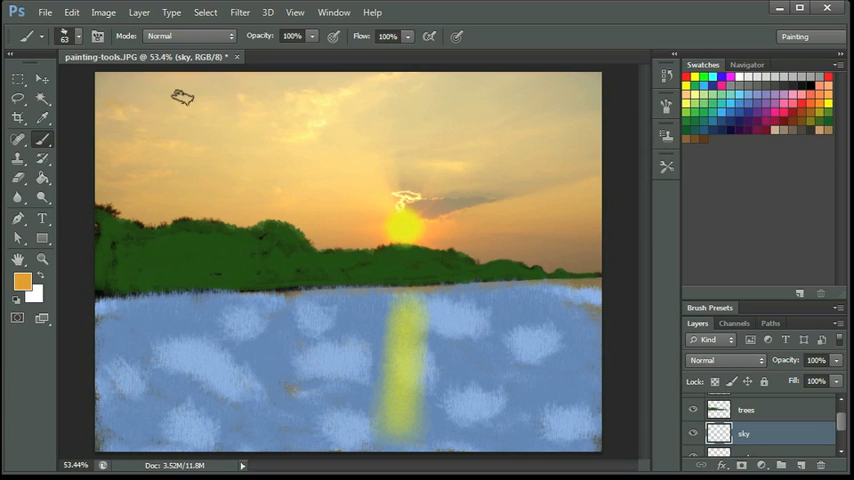 Ps File Edit Image Layer Type Select Filter 3D View Window Help
63 Mode: Normal Opacity: 100% Flow: 100% Painting
painting-tools.JPG @ 53.4% (sky, RGB/8) * ×
Swatches Navigator
Brush Presets
Layers Channels Paths
Kind
Normal Opacity: 100%
Lock: Fill: 100%
trees
sky
53.44% Doc: 3.52M/11.8M
fx